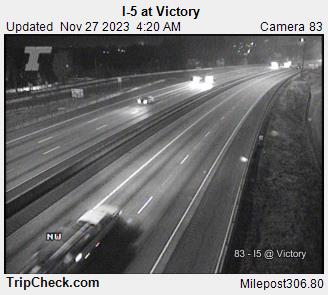 I-5 at Victory
Updated Nov 27 2023 4:20 AM Camera 83
T
NW
83 - I5 @ Victory
TripCheck.com Milepost306.80